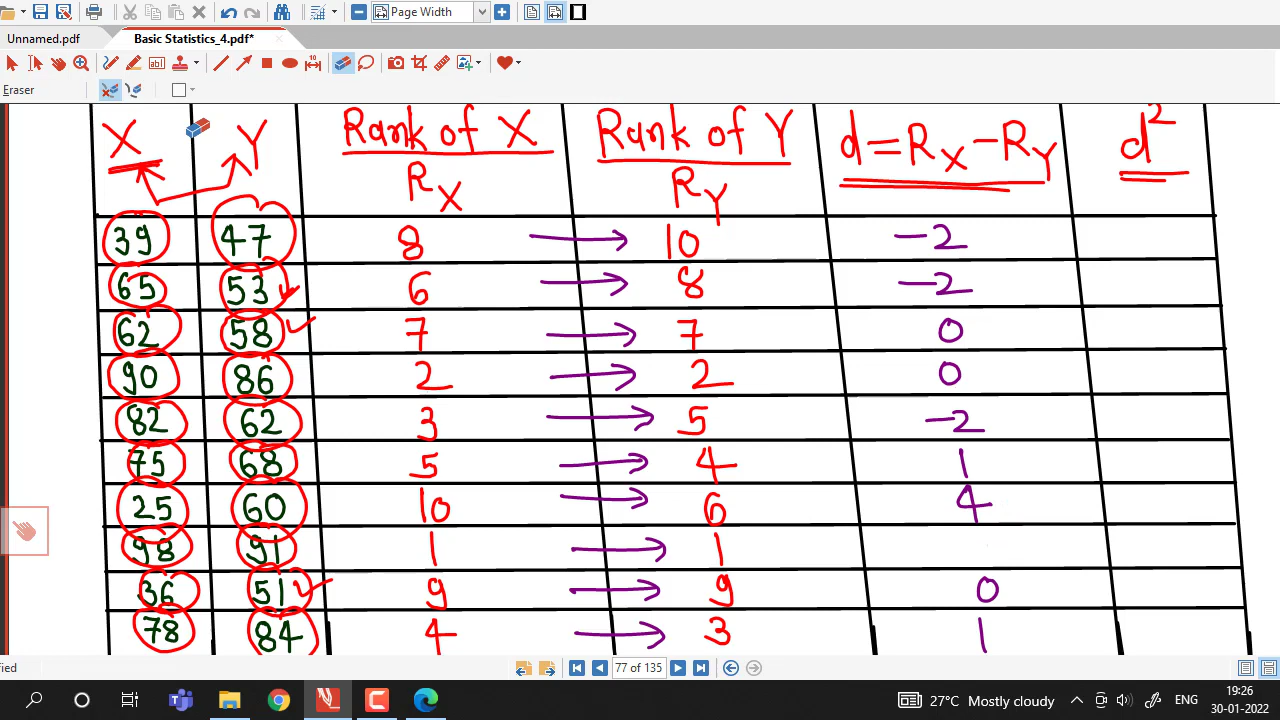 Page Width
Unnamed.pdf
Basic Statistics_4.pdf*
Eraser
X Y Rank of X Rank of Y d=Rx-Ry d²
Rx Ry
39 47 8 10 -2
65 53 6 8 -2
62 58 7 7 0
90 86 2 2 0
82 62 3 5 -2
75 68 5 4 1
25 60 10 6 4
98 91 1 1
36 51 9 9 0
78 84 4 3 1
fied 77 of 135
27°C Mostly cloudy ENG 19:26
30-01-2022